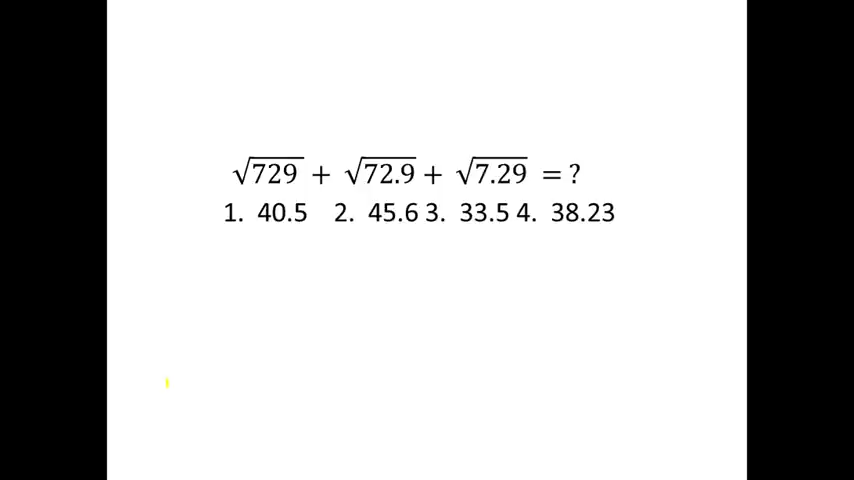 √729 + √72.9 + √7.29 = ?
1. 40.5 2. 45.6 3. 33.5 4. 38.23